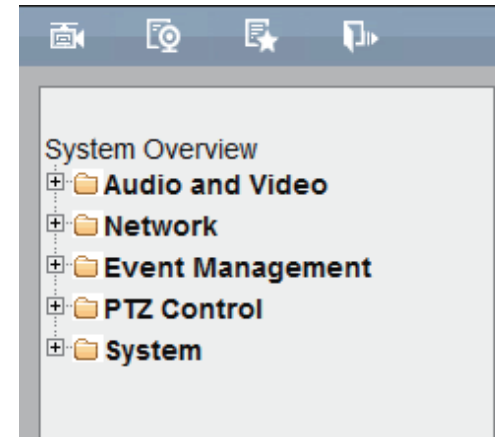 System Overview
Audio and Video
Network
Event Management
PTZ Control
System